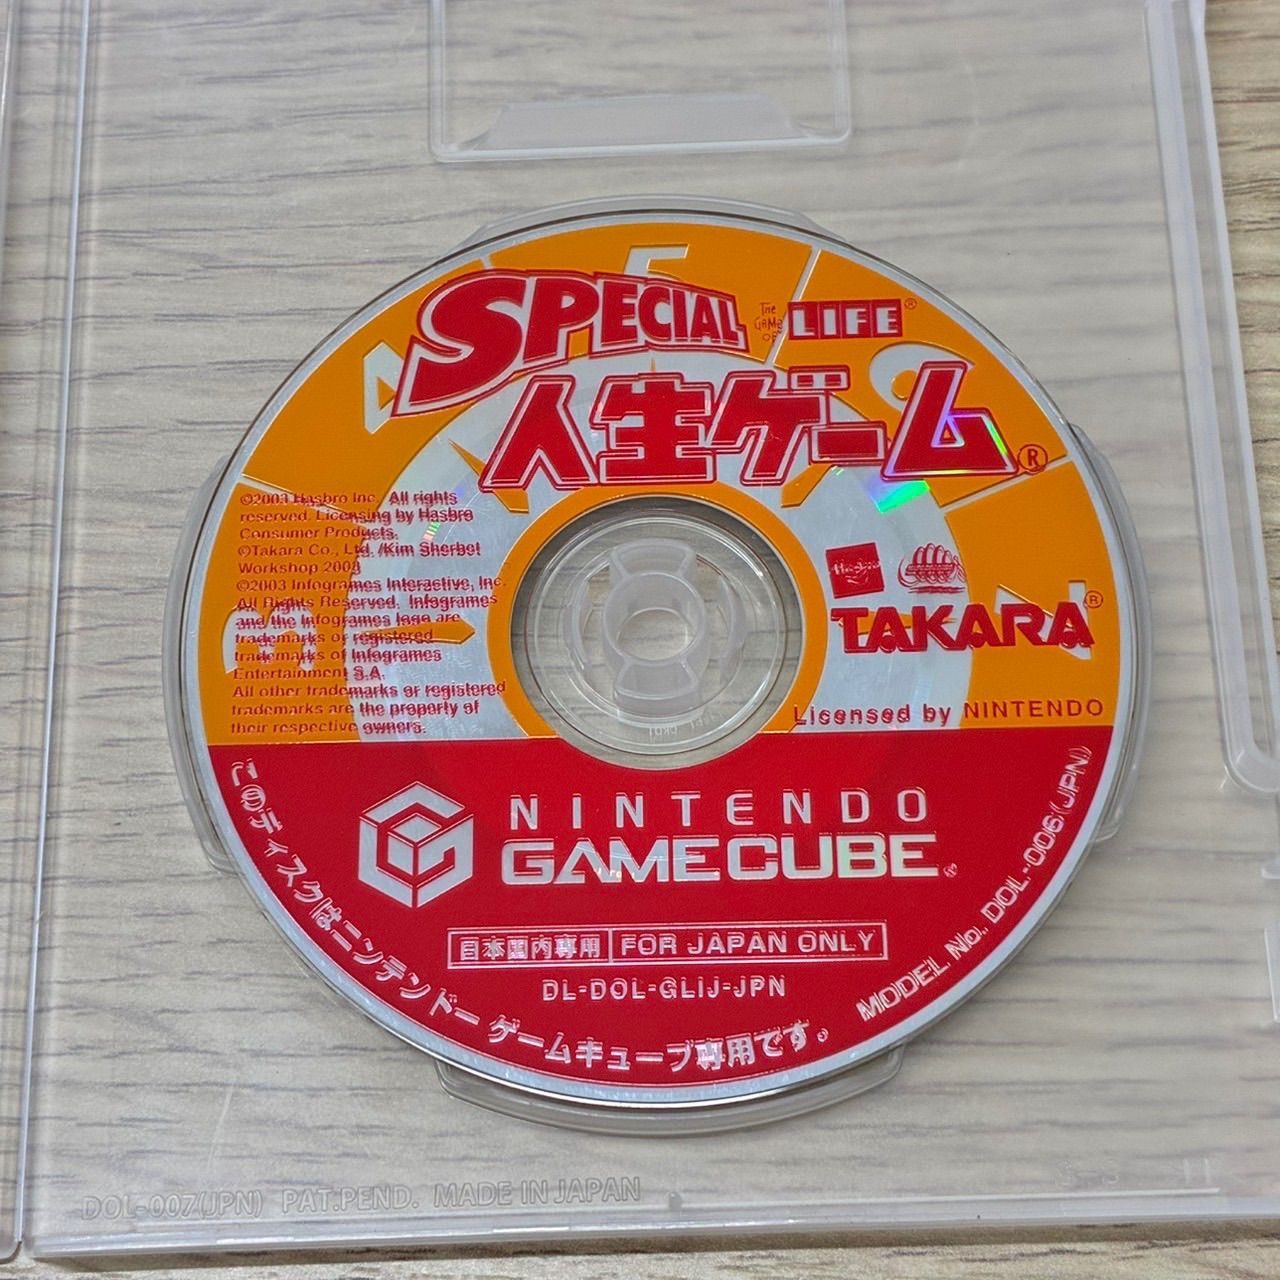 5
4
SPECIAL
THE GAME OF LIFE®
人生ゲーム®
©2003 Hasbro Inc. All rights
reserved. Licensing by Hasbro
Consumer Products.
©Takara Co., Ltd. /Kim Sherbet
Workshop 2003
©2003 Infogrames Interactive, Inc.
All Rights Reserved. Infogrames
and the Infogrames logo are
trademarks or registered
trademarks of Infogrames
Entertainment S.A.
All other trademarks or registered
trademarks are the property of
their respective owners.
Hasbro
TAKARA®
Licensed by NINTENDO
NINTENDO
GAMECUBE
日本国内専用 FOR JAPAN ONLY
DL-DOL-GLIJ-JPN
このディスクはニンテンドーゲームキューブ専用です。
MODEL No. DOL-006(JPN)
DOL-007(JPN) PAT.PEND. MADE IN JAPAN